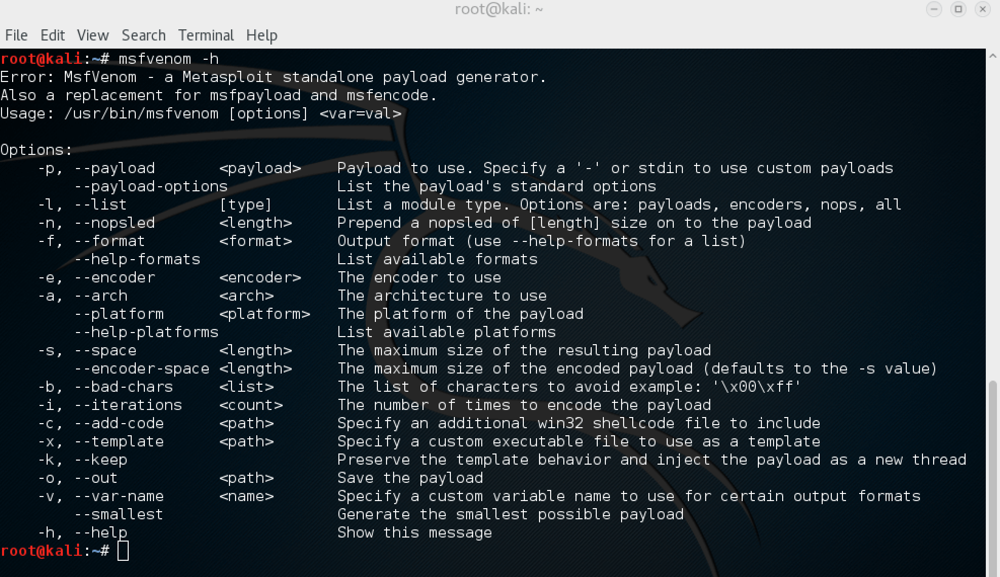 root@kali: ~
File Edit View Search Terminal Help
root@kali:~# msfvenom -h
Error: MsfVenom - a Metasploit standalone payload generator.
Also a replacement for msfpayload and msfencode.
Usage: /usr/bin/msfvenom [options] <var=val>

Options:
    -p, --payload       <payload>    Payload to use. Specify a '-' or stdin to use custom payloads
        --payload-options            List the payload's standard options
    -l, --list          [type]       List a module type. Options are: payloads, encoders, nops, all
    -n, --nopsled       <length>     Prepend a nopsled of [length] size on to the payload
    -f, --format        <format>     Output format (use --help-formats for a list)
        --help-formats               List available formats
    -e, --encoder       <encoder>    The encoder to use
    -a, --arch          <arch>       The architecture to use
        --platform      <platform>   The platform of the payload
        --help-platforms             List available platforms
    -s, --space         <length>     The maximum size of the resulting payload
        --encoder-space <length>     The maximum size of the encoded payload (defaults to the -s value)
    -b, --bad-chars     <list>       The list of characters to avoid example: '\x00\xff'
    -i, --iterations    <count>      The number of times to encode the payload
    -c, --add-code      <path>       Specify an additional win32 shellcode file to include
    -x, --template      <path>       Specify a custom executable file to use as a template
    -k, --keep                       Preserve the template behavior and inject the payload as a new thread
    -o, --out           <path>       Save the payload
    -v, --var-name      <name>       Specify a custom variable name to use for certain output formats
        --smallest                   Generate the smallest possible payload
    -h, --help                       Show this message
root@kali:~#